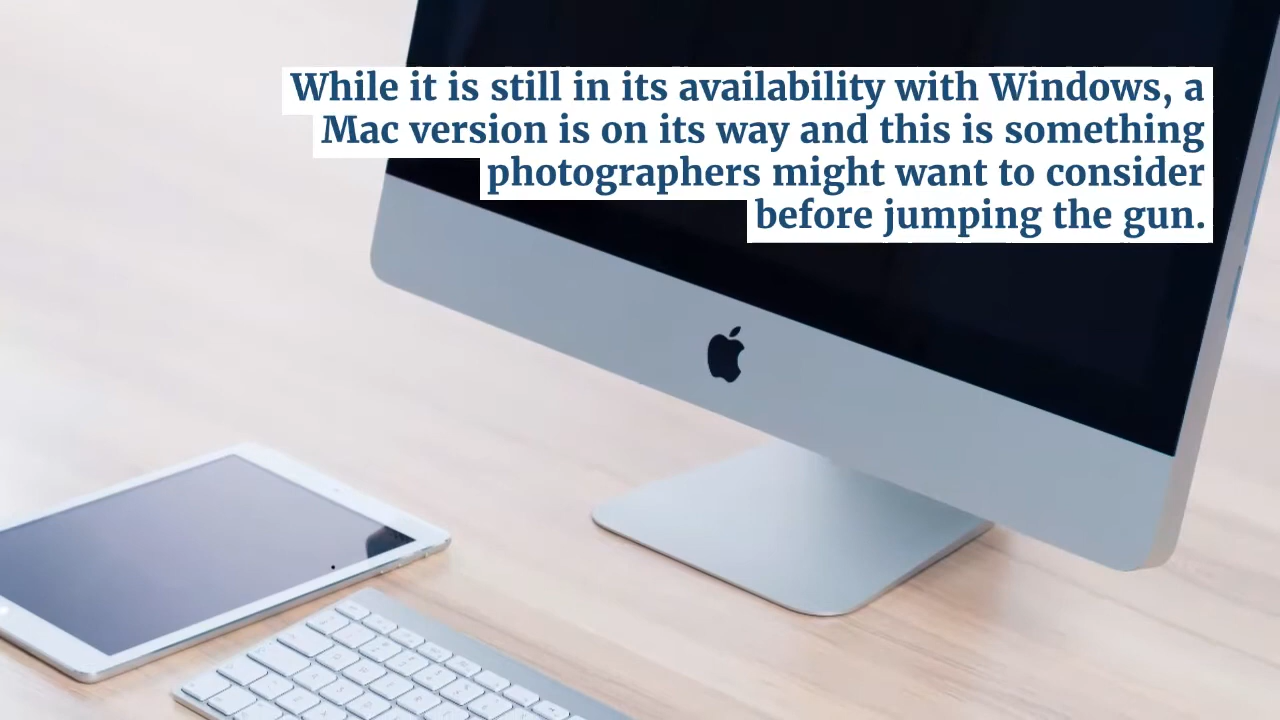 While it is still in its availability with Windows, a
Mac version is on its way and this is something
photographers might want to consider
before jumping the gun.